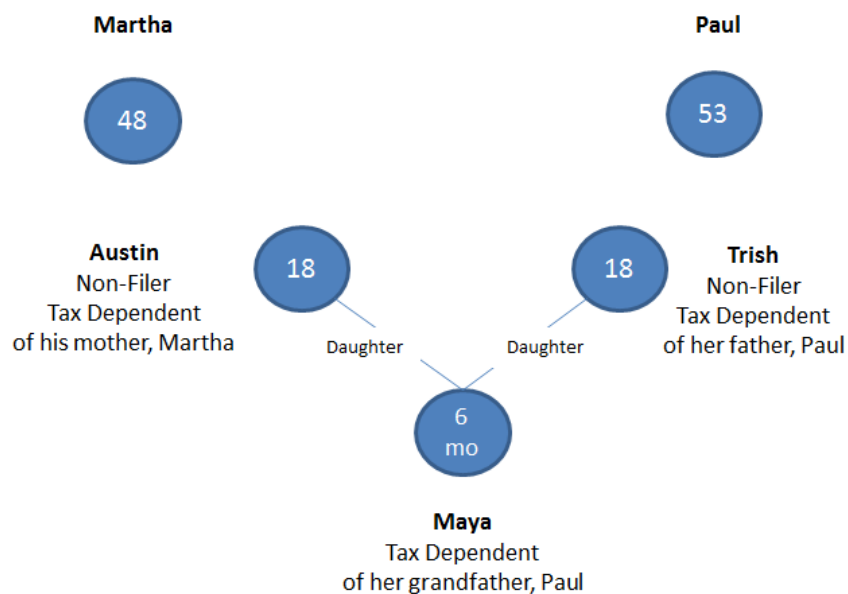 Martha
Paul
48
53
Austin
Non-Filer
Tax Dependent
of his mother, Martha
18
18
Trish
Non-Filer
Tax Dependent
of her father, Paul
Daughter
Daughter
6
mo
Maya
Tax Dependent
of her grandfather, Paul